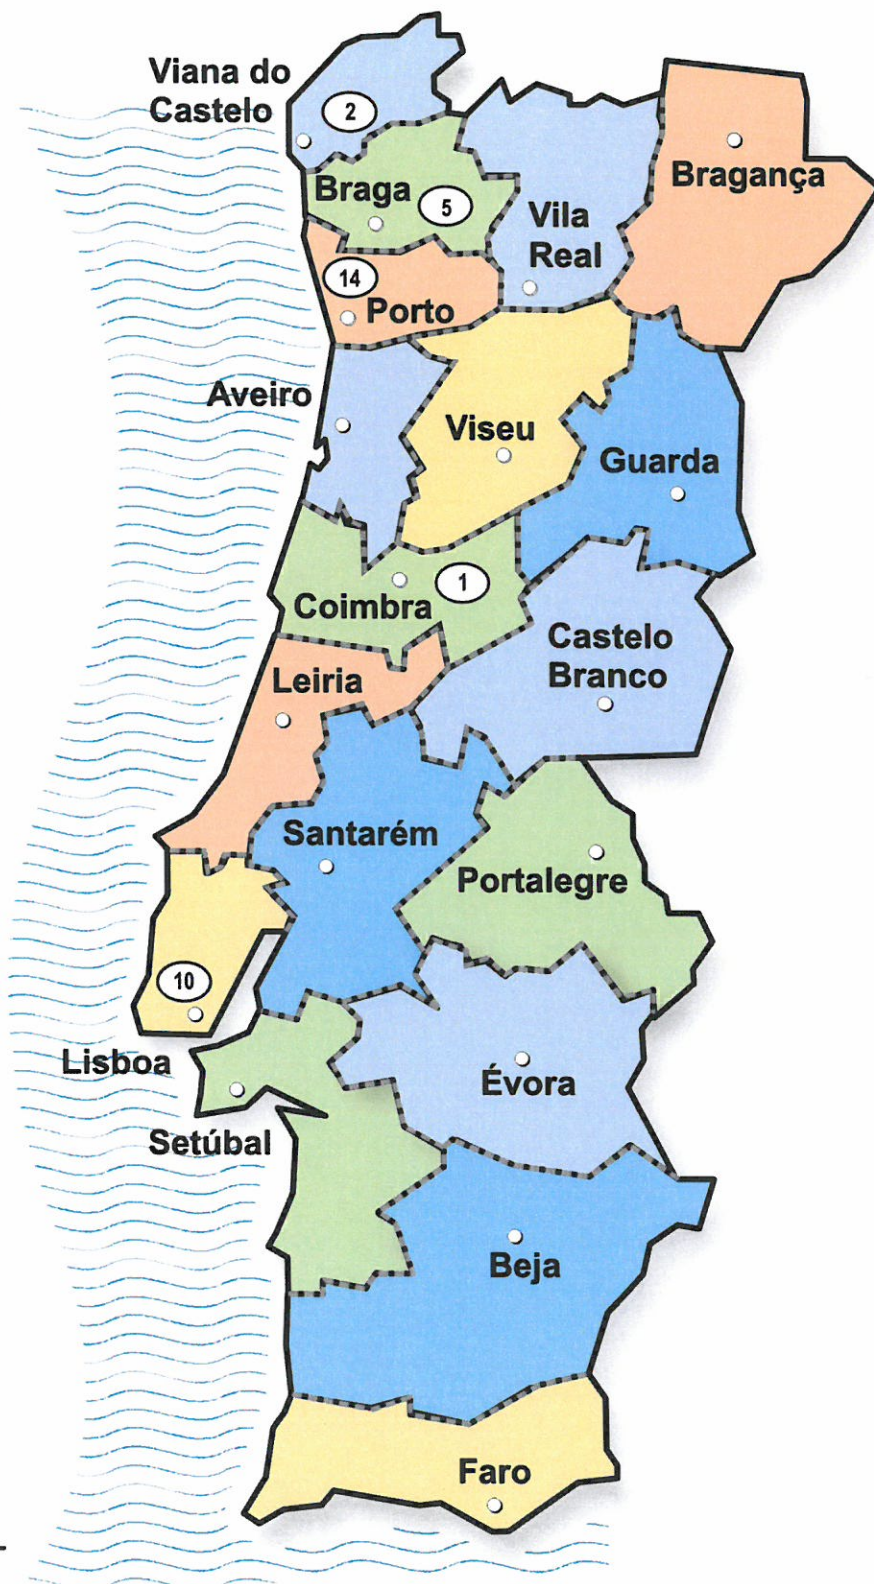 Viana do
Castelo
2
Braga
5
Vila
Real
Bragança
14
Porto
Aveiro
Viseu
Guarda
Coimbra
1
Castelo
Branco
Leiria
Santarém
Portalegre
10
Lisboa
Évora
Setúbal
Beja
Faro